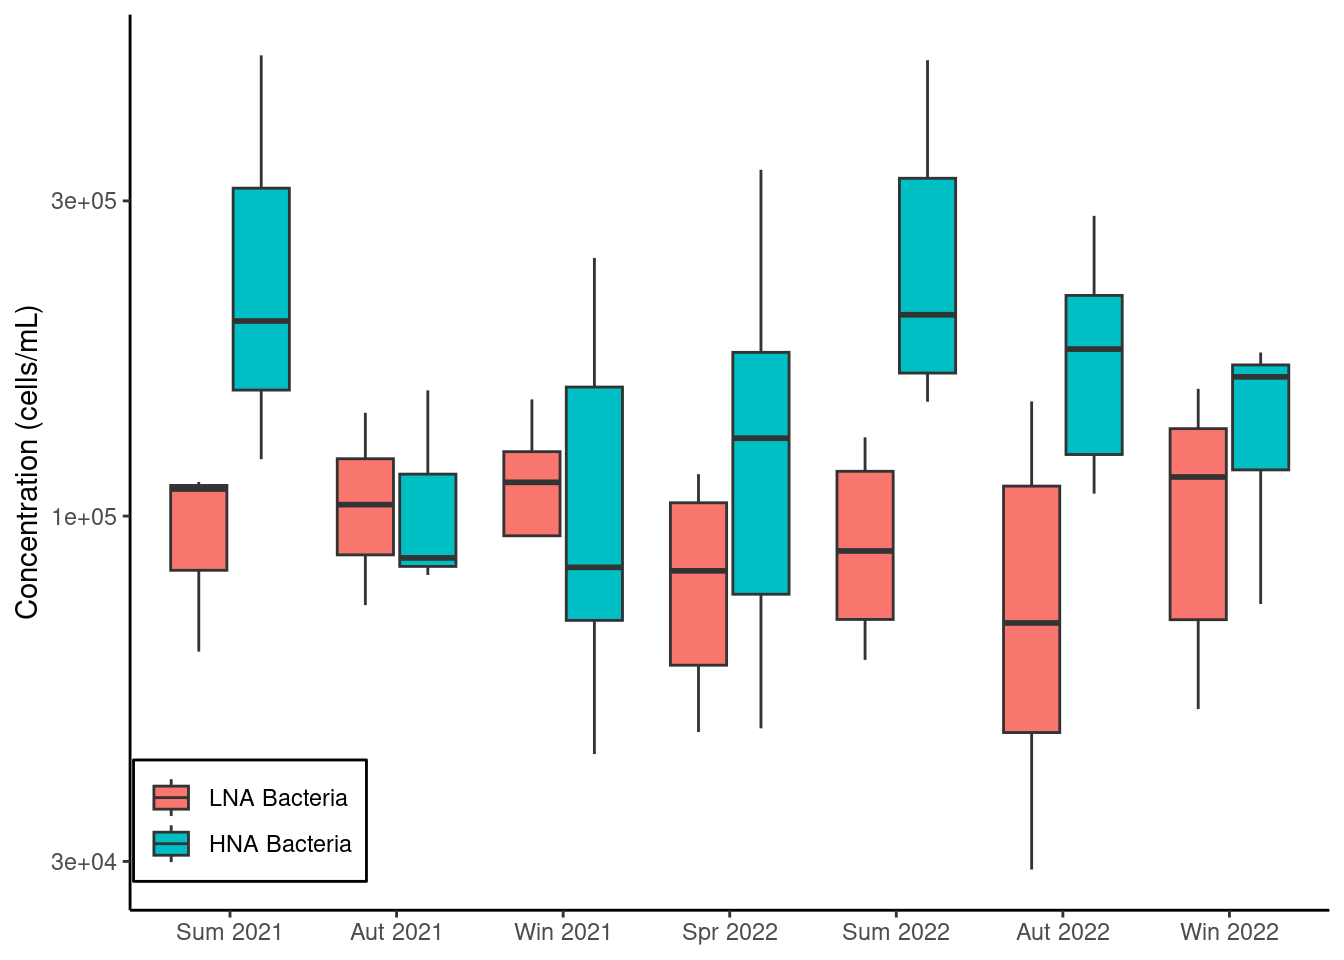 Concentration (cells/mL)
3e+05
1e+05
3e+04
LNA Bacteria
HNA Bacteria
Sum 2021
Aut 2021
Win 2021
Spr 2022
Sum 2022
Aut 2022
Win 2022